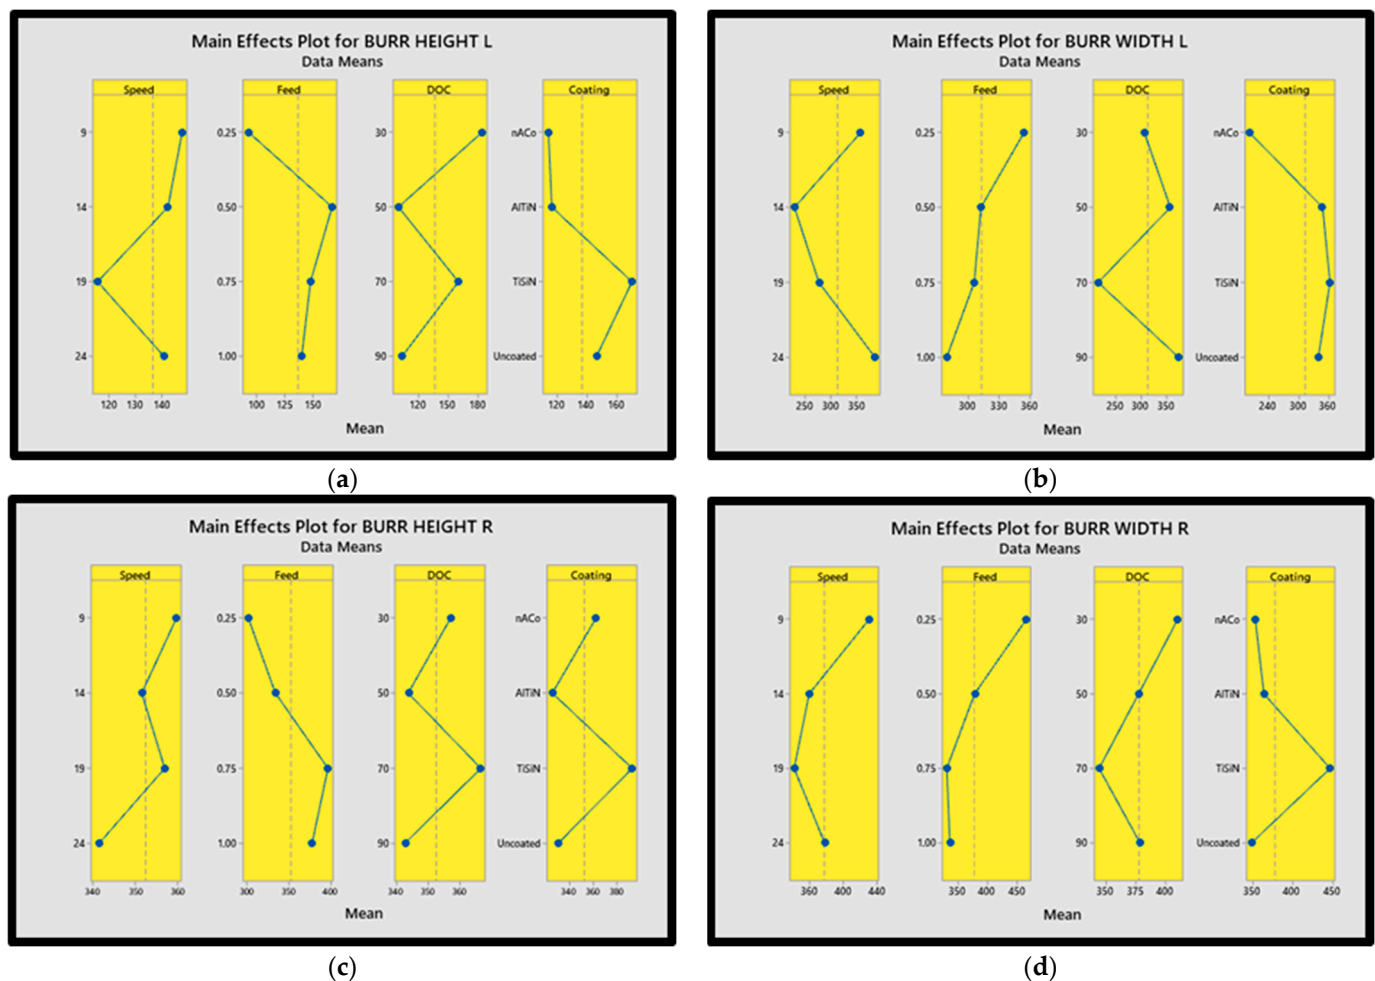 Main Effects Plot for BURR HEIGHT L
Data Means
Speed Feed DOC Coating
9 0.25 30 nACo
14 0.50 50 AlTiN
19 0.75 70 TiSiN
24 1.00 90 Uncoated
120 130 140 100 125 150 120 150 180 120 140 160
Mean
(a)
Main Effects Plot for BURR WIDTH L
Data Means
Speed Feed DOC Coating
9 0.25 30 nACo
14 0.50 50 AlTiN
19 0.75 70 TiSiN
24 1.00 90 Uncoated
250 300 350 300 330 360 250 300 350 240 300 360
Mean
(b)
Main Effects Plot for BURR HEIGHT R
Data Means
Speed Feed DOC Coating
9 0.25 30 nACo
14 0.50 50 AlTiN
19 0.75 70 TiSiN
24 1.00 90 Uncoated
340 350 360 300 350 400 340 350 360 340 360 380
Mean
(c)
Main Effects Plot for BURR WIDTH R
Data Means
Speed Feed DOC Coating
9 0.25 30 nACo
14 0.50 50 AlTiN
19 0.75 70 TiSiN
24 1.00 90 Uncoated
360 400 440 350 400 450 350 375 400 350 400 450
Mean
(d)